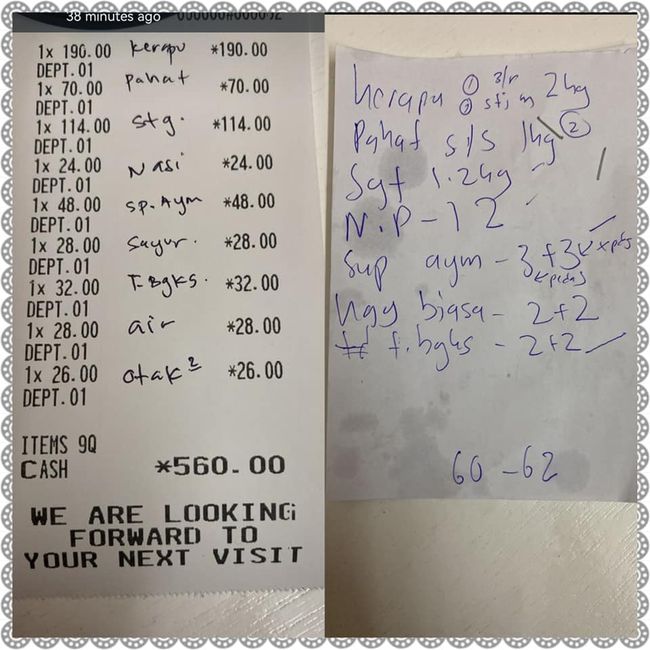 38 minutes ago
1x 190.00 kerapu *190.00
DEPT.01
1x 70.00 pahat *70.00
DEPT.01
1x 114.00 stg. *114.00
DEPT.01
1x 24.00 Nasi *24.00
DEPT.01
1x 48.00 sp.Aym *48.00
DEPT.01
1x 28.00 Sayur. *28.00
DEPT.01
1x 32.00 T.Bgks. *32.00
DEPT.01
1x 28.00 air *28.00
DEPT.01
1x 26.00 otak² *26.00
DEPT.01
ITEMS 9Q
CASH *560.00
WE ARE LOOKING
FORWARD TO
YOUR NEXT VISIT
kerapu ① 3/r 2kg
② stim
Pahat s/s 1kg ②
Sgt 1.2kg
N.P-12
Sup aym - 3+3
biasa - 2+2
t.bgks - 2+2
60-62